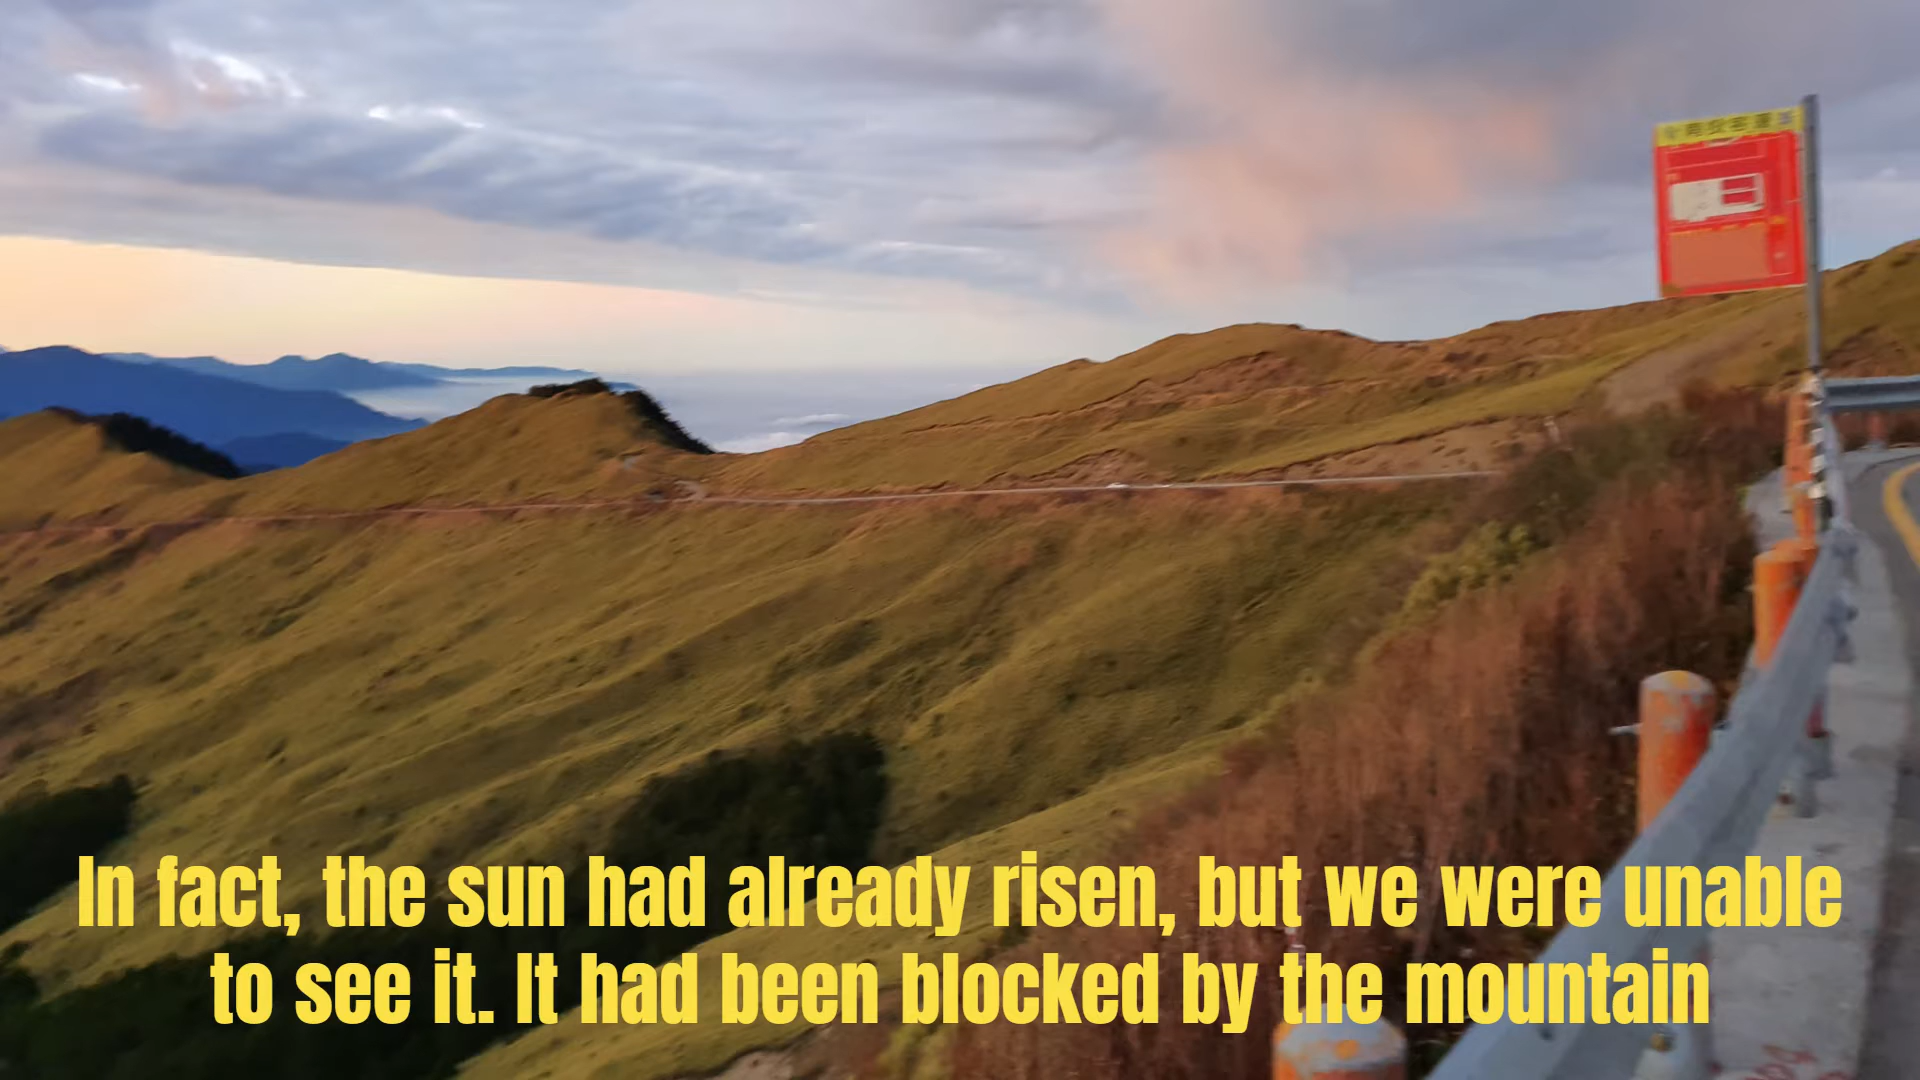 In fact, the sun had already risen, but we were unable
to see it. It had been blocked by the mountain